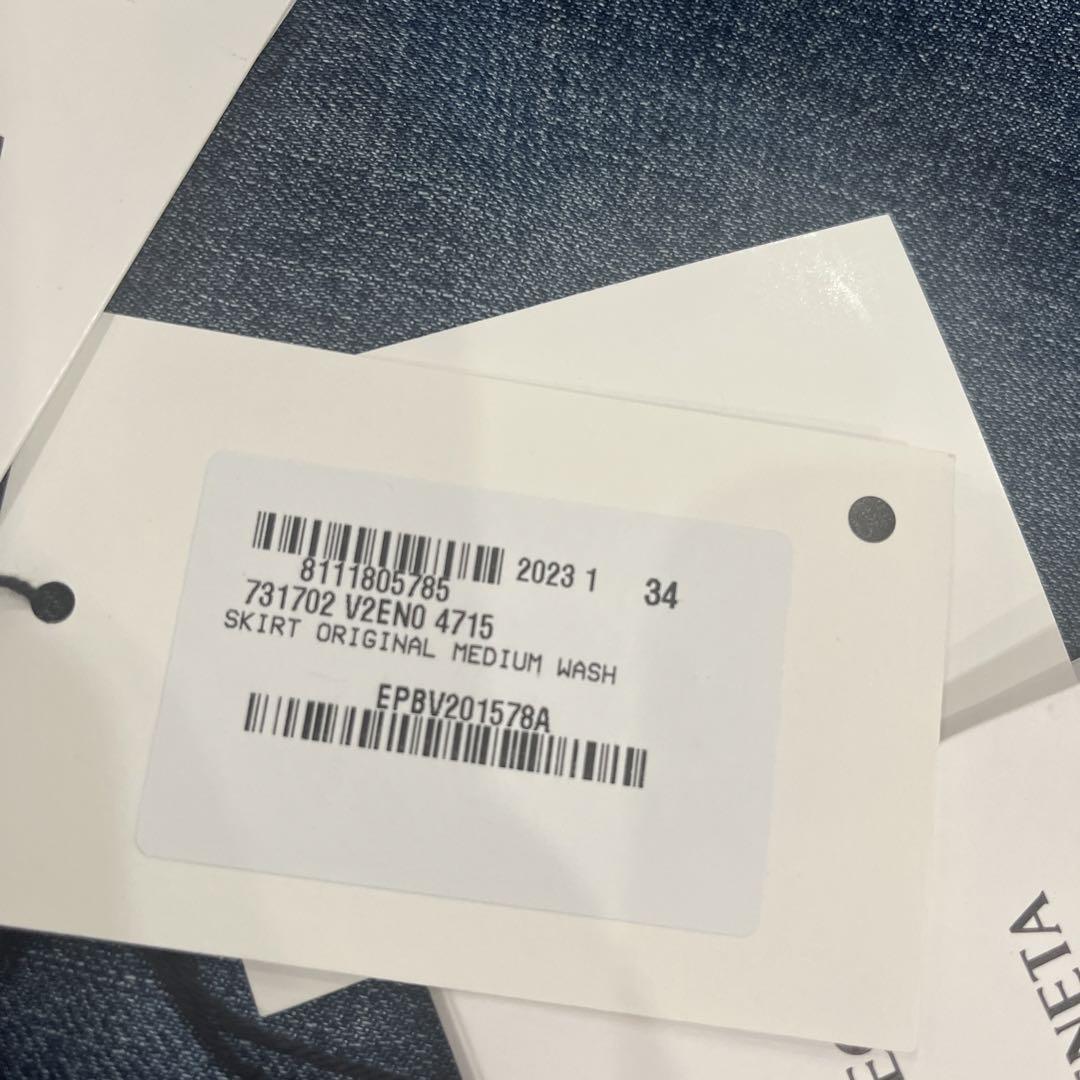 2023 1 34
8111805785
731702 V2EN0 4715
SKIRT ORIGINAL MEDIUM WASH
EPBV201578A